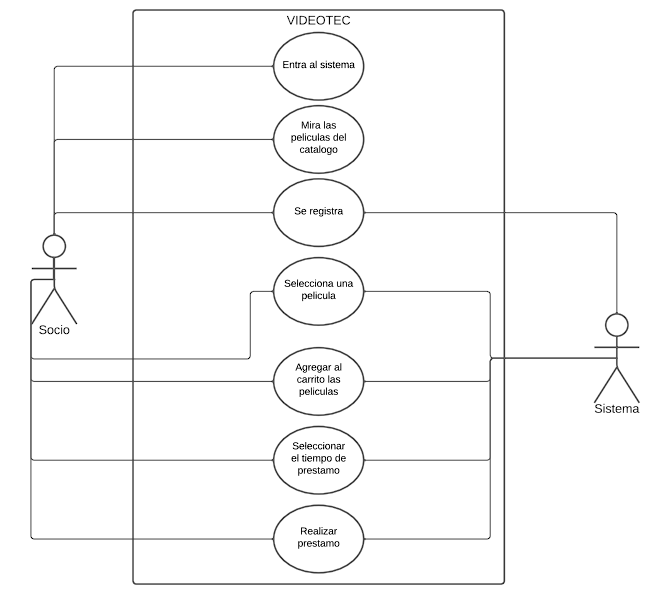 VIDEOTEC
Entra al sistema
Mira las
peliculas del
catalogo
Se registra
Selecciona una
pelicula
Socio
Agregar al
carrito las
peliculas
Sistema
Seleccionar
el tiempo de
prestamo
Realizar
prestamo